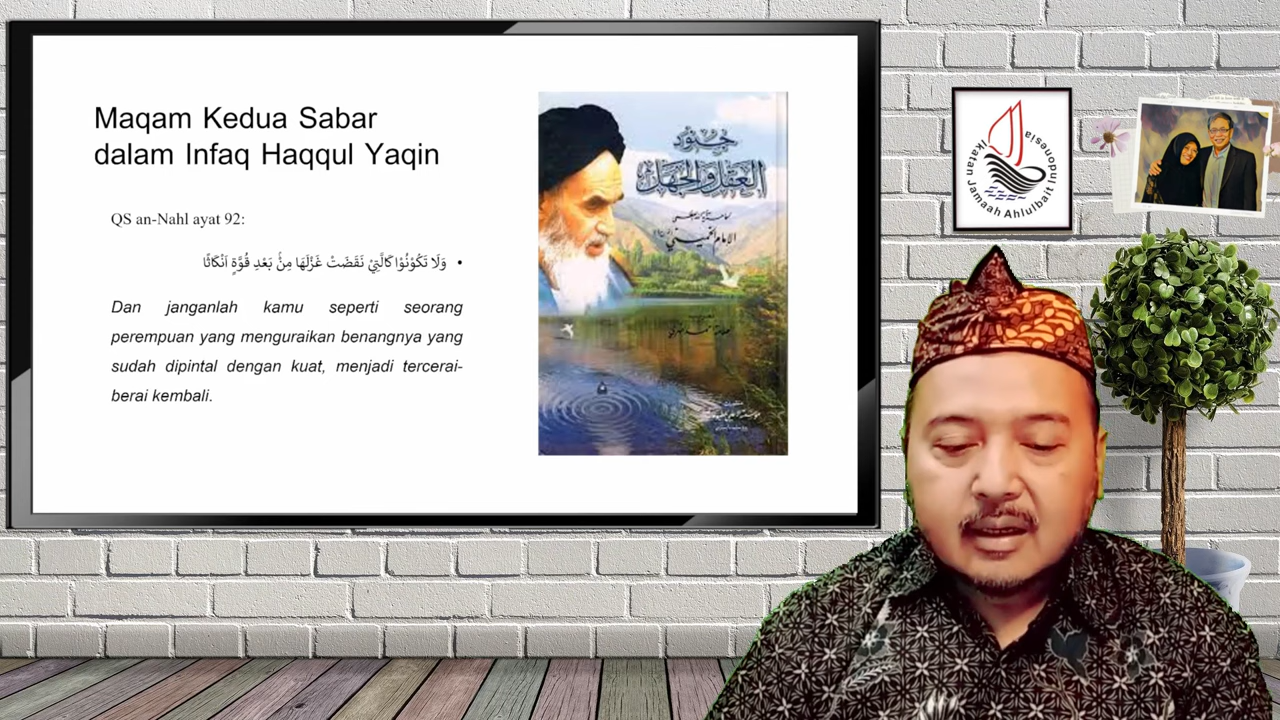 Maqam Kedua Sabar
dalam Infaq Haqqul Yaqin
QS an-Nahl ayat 92:
• وَلَا تَكُوْنُوْا كَالَّتِيْ نَقَضَتْ غَزْلَهَا مِنْۢ بَعْدِ قُوَّةٍ اَنْكَاثًا
Dan janganlah kamu seperti seorang
perempuan yang menguraikan benangnya yang
sudah dipintal dengan kuat, menjadi tercerai-
berai kembali.
جنود
العقل والجهل
الإمام الخميني
Ikatan Jamaah Ahlulbait Indonesia